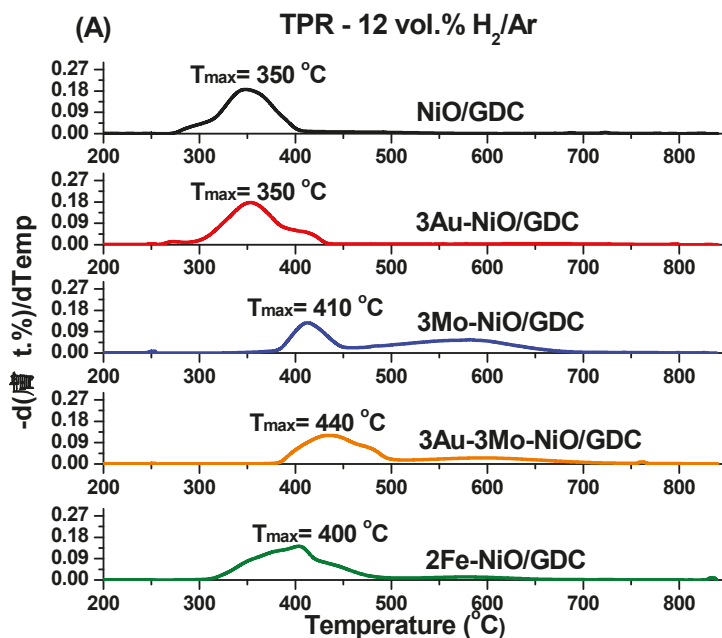 (A) TPR - 12 vol.% H₂/Ar
0.27
0.18
0.09
0.00
Tmax= 350 °C
NiO/GDC
200 300 400 500 600 700 800
0.27
0.18
0.09
0.00
Tmax= 350 °C
3Au-NiO/GDC
200 300 400 500 600 700 800
0.27
0.18
0.09
0.00
Tmax= 410 °C
3Mo-NiO/GDC
200 300 400 500 600 700 800
0.27
0.18
0.09
0.00
Tmax= 440 °C
3Au-3Mo-NiO/GDC
200 300 400 500 600 700 800
0.27
0.18
0.09
0.00
Tmax= 400 °C
2Fe-NiO/GDC
200 300 400 500 600 700 800
Temperature (°C)
-d( t.%)/dTemp